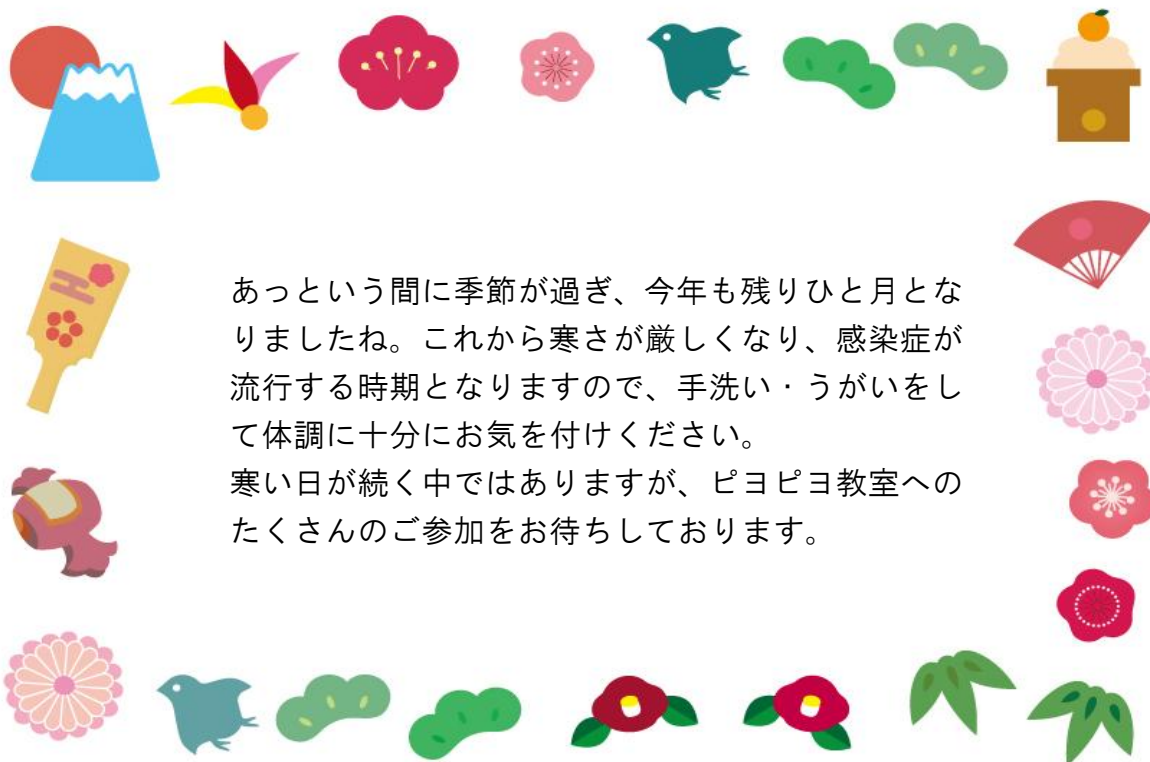 あっという間に季節が過ぎ、今年も残りひと月とな
りましたね。これから寒さが厳しくなり、感染症が
流行する時期となりますので、手洗い・うがいをし
て体調に十分にお気を付けください。
寒い日が続く中ではありますが、ピヨピヨ教室への
たくさんのご参加をお待ちしております。